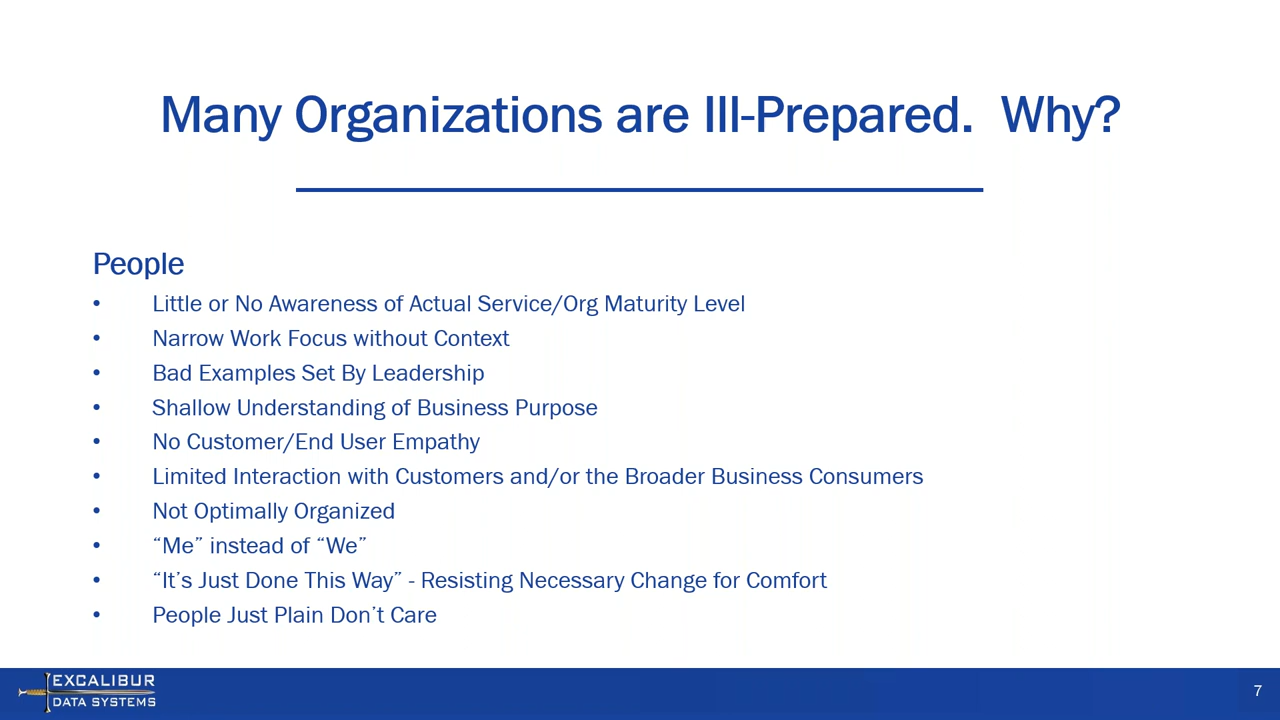 Many Organizations are Ill-Prepared.  Why?
People
• Little or No Awareness of Actual Service/Org Maturity Level
• Narrow Work Focus without Context
• Bad Examples Set By Leadership
• Shallow Understanding of Business Purpose
• No Customer/End User Empathy
• Limited Interaction with Customers and/or the Broader Business Consumers
• Not Optimally Organized
• “Me” instead of “We”
• “It’s Just Done This Way” - Resisting Necessary Change for Comfort
• People Just Plain Don’t Care
EXCALIBUR
DATA SYSTEMS
7